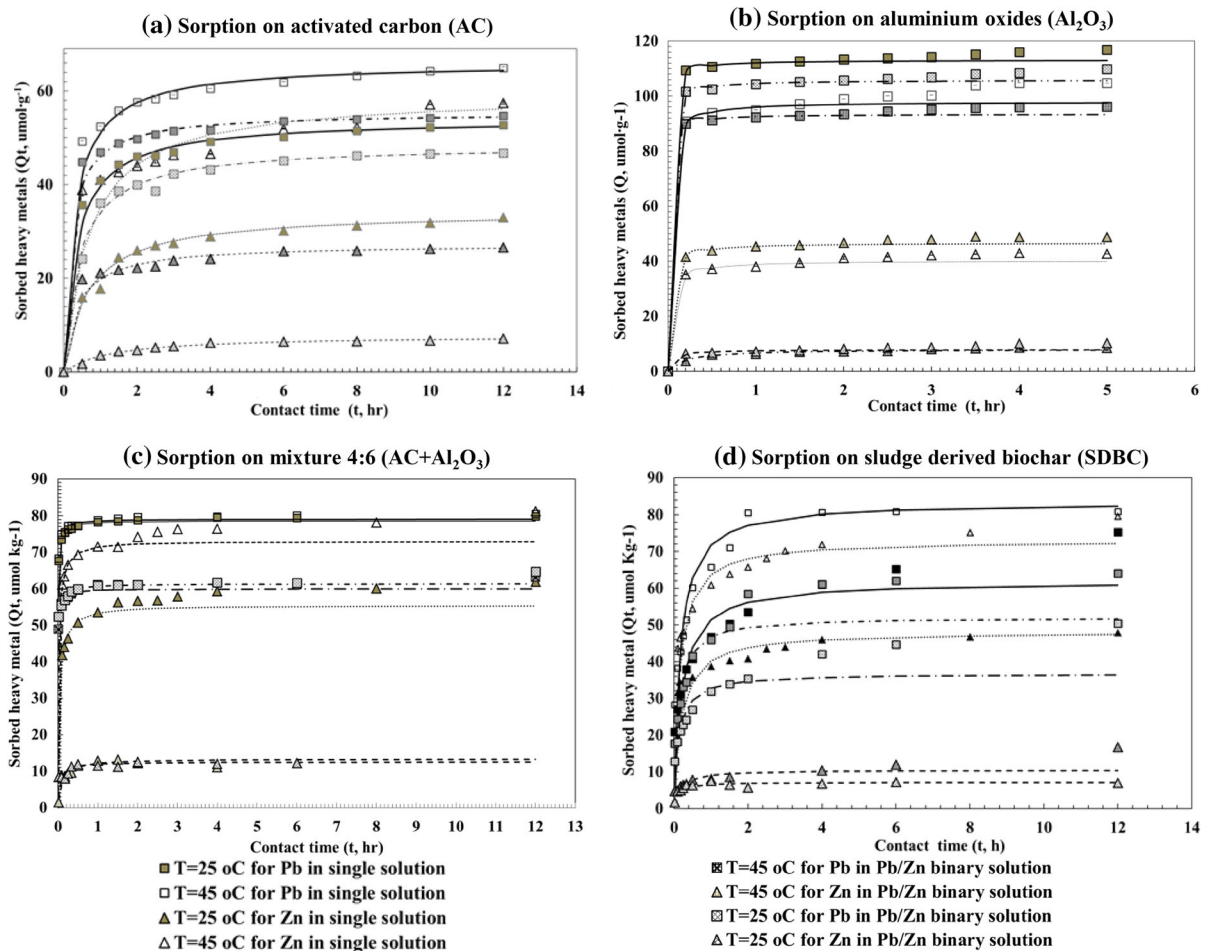 (a) Sorption on activated carbon (AC)
Sorbed heavy metals (Qt, umol·g-1)
60
40
20
0
0 2 4 6 8 10 12 14
Contact time (t, hr)
(b) Sorption on aluminium oxides (Al2O3)
Sorbed heavy metals (Q, umol·g-1)
120
100
80
60
40
20
0
0 1 2 3 4 5 6
Contact time (t, hr)
(c) Sorption on mixture 4:6 (AC+Al2O3)
Sorbed heavy metal (Qt, umol kg-1)
90
80
70
60
50
40
30
20
10
0
0 1 2 3 4 5 6 7 8 9 10 11 12 13
Contact time (t, hr)
(d) Sorption on sludge derived biochar (SDBC)
Sorbed heavy metal (Qt, umol Kg-1)
90
80
70
60
50
40
30
20
10
0
0 2 4 6 8 10 12 14
Contact time (t, h)
T=25 oC for Pb in single solution
T=45 oC for Pb in single solution
T=25 oC for Zn in single solution
T=45 oC for Zn in single solution
T=45 oC for Pb in Pb/Zn binary solution
T=45 oC for Zn in Pb/Zn binary solution
T=25 oC for Pb in Pb/Zn binary solution
T=25 oC for Zn in Pb/Zn binary solution